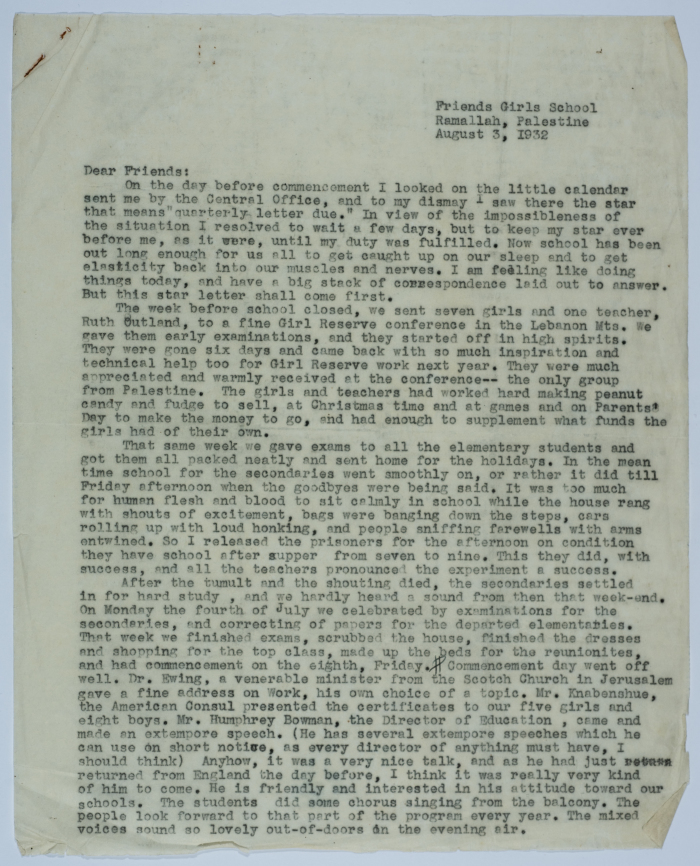 Friends Girls School
Ramallah, Palestine
August 3, 1932
Dear Friends:
On the day before commencement I looked on the little calendar
sent me by the Central Office, and to my dismay I saw there the star
that means"quarterly letter due." In view of the impossibleness of
the situation I resolved to wait a few days, but to keep my star ever
before me, as it were, until my duty was fulfilled. Now school has been
out long enough for us all to get caught up on our sleep and to get
elasticity back into our muscles and nerves. I am feeling like doing
things today, and have a big stack of correspondence laid out to answer.
But this star letter shall come first.
The week before school closed, we sent seven girls and one teacher,
Ruth Outland, to a fine Girl Reserve conference in the Lebanon Mts. We
gave them early examinations, and they started off in high spirits.
They were gone six days and came back with so much inspiration and
technical help too for Girl Reserve work next year. They were much
appreciated and warmly received at the conference-- the only group
from Palestine. The girls and teachers had worked hard making peanut
candy and fudge to sell, at Christmas time and at games and on Parents'
Day to make the money to go, and had enough to supplement what funds the
girls had of their own.
That same week we gave exams to all the elementary students and
got them all packed neatly and sent home for the holidays. In the mean
time school for the secondaries went smoothly on, or rather it did till
Friday afternoon when the goodbyes were being said. It was too much
for human flesh and blood to sit calmly in school while the house rang
with shouts of excitement, bags were banging down the steps, cars
rolling up with loud honking, and people sniffing farewells with arms
entwined. So I released the prisoners for the afternoon on condition
they have school after supper from seven to nine. This they did, with
success, and all the teachers pronounced the experiment a success.
After the tumult and the shouting died, the secondaries settled
in for hard study , and we hardly heard a sound from then that week-end.
On Monday the fourth of July we celebrated by examinations for the
secondaries, and correcting of papers for the departed elementaries.
That week we finished exams, scrubbed the house, finished the dresses
and shopping for the top class, made up the beds for the reunionites,
and had commencement on the eighth, Friday. Commencement day went off
well. Dr. Ewing, a venerable minister from the Scotch Church in Jerusalem
gave a fine address on Work, his own choice of a topic. Mr. Knabenshue,
the American Consul presented the certificates to our five girls and
eight boys. Mr. Humphrey Bowman, the Director of Education , came and
made an extempore speech. (He has several extempore speeches which he
can use on short notice, as every director of anything must have, I
should think) Anyhow, it was a very nice talk, and as he had just
returned from England the day before, I think it was really very kind
of him to come. He is friendly and interested in his attitude toward our
schools. The students did some chorus singing from the balcony. The
people look forward to that part of the program every year. The mixed
voices sound so lovely out-of-doors in the evening air.